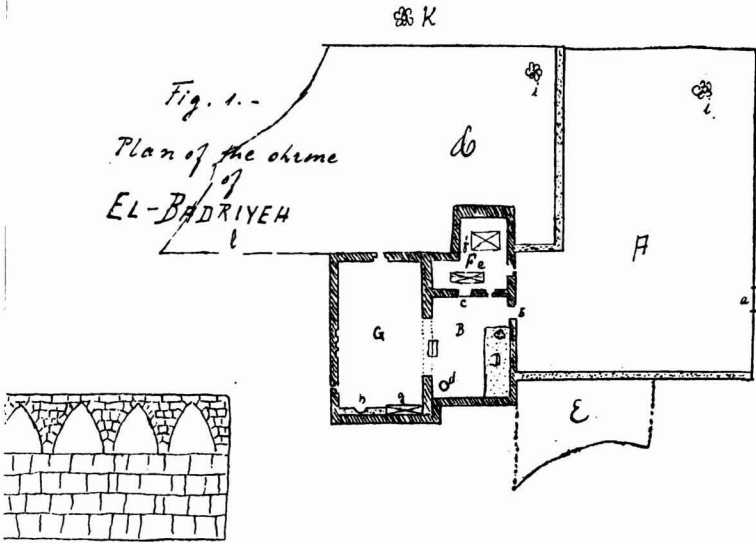 K
Fig. 1.-
i
i
Plan of the shrine
of
EL-BADRIYEH
l
A
f
F e
a
c
b
G
B
D
d
h
g
E